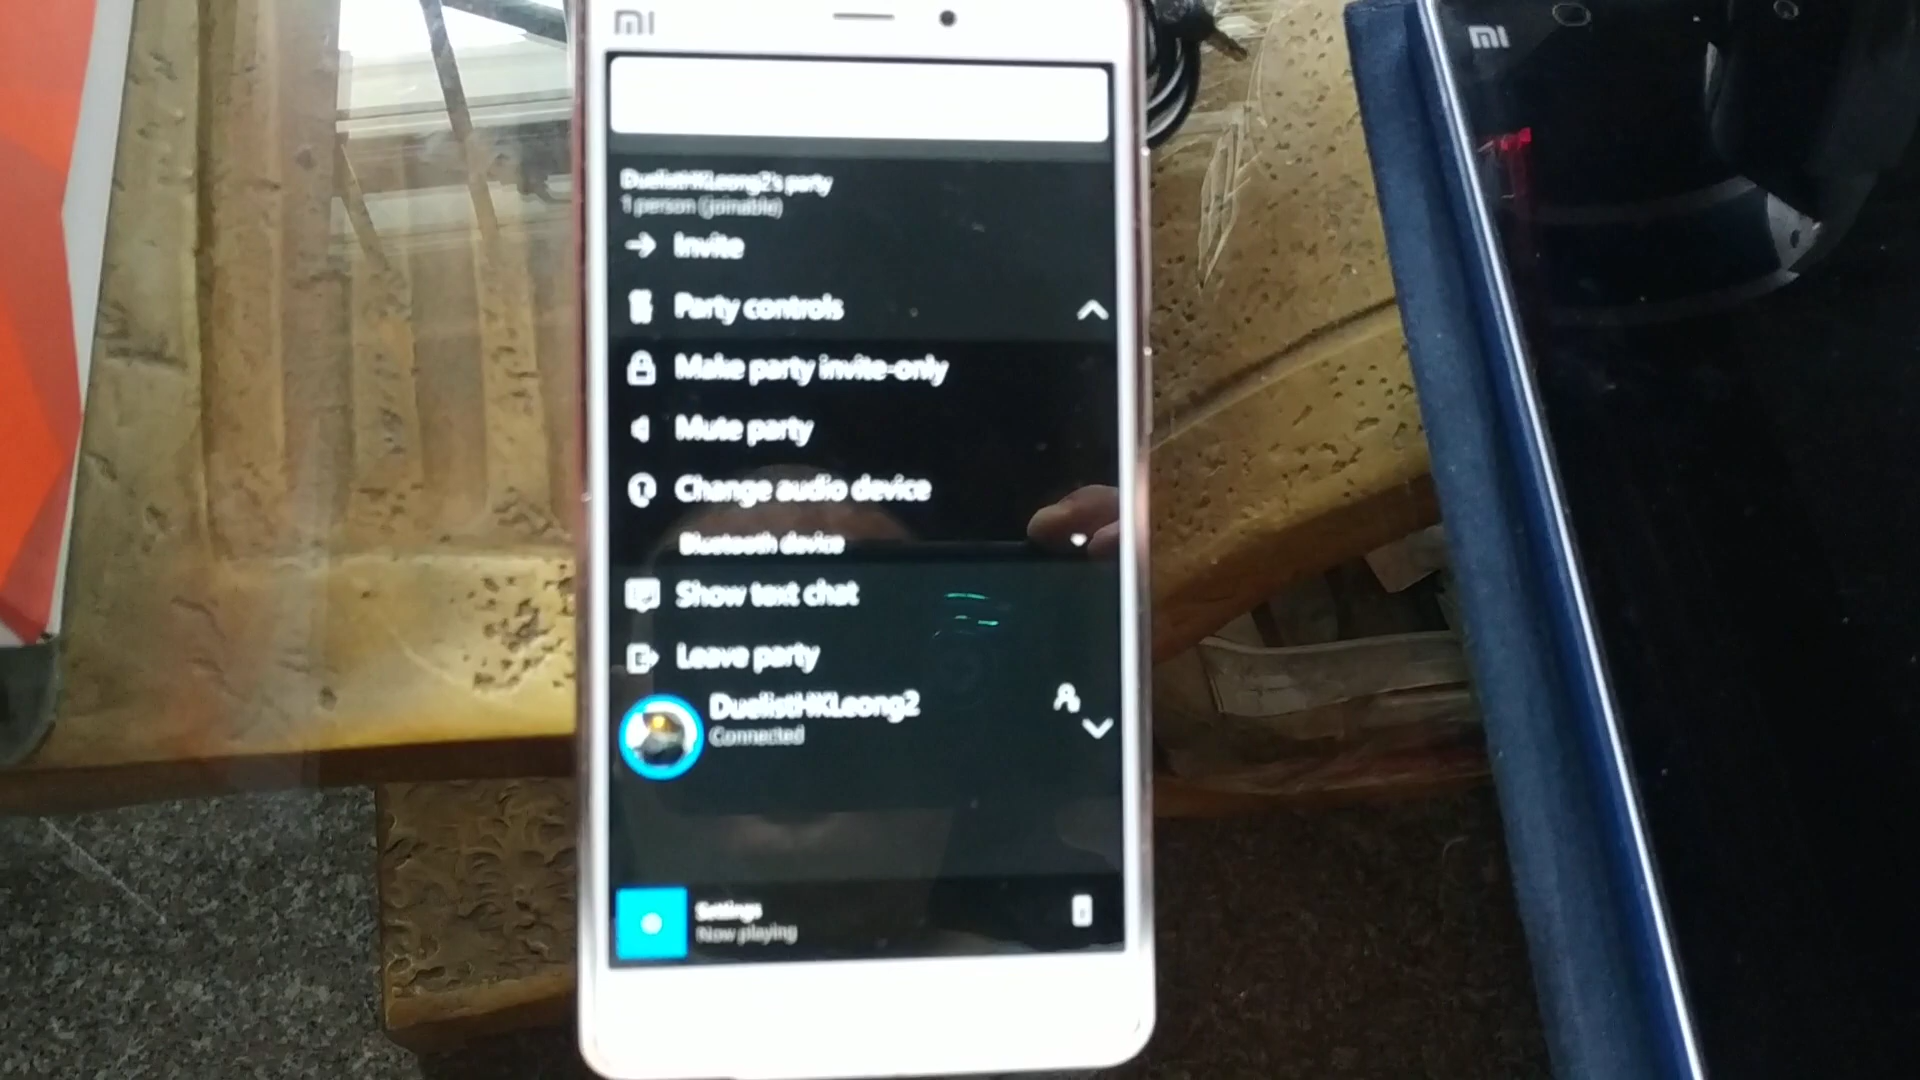 MI
MI
DuelistHKLeong2's party
1 person (joinable)
Invite
Party controls
Make party invite-only
Mute party
Change audio device
Bluetooth device
Show text chat
Leave party
DuelistHKLeong2
Connected
Settings
Now playing